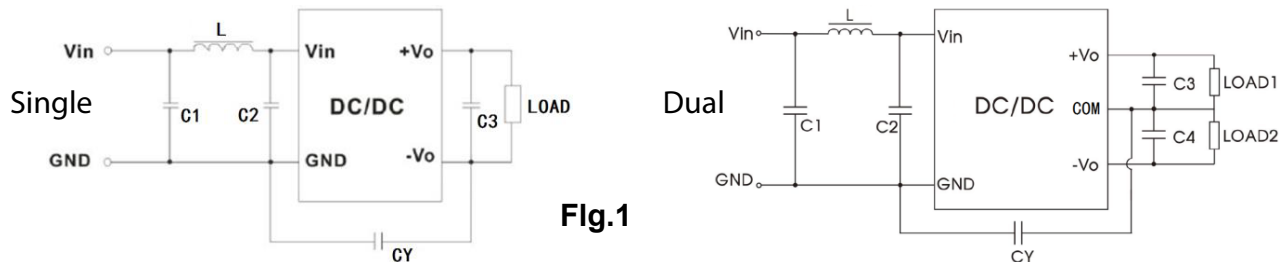 Single
Vin
L
Vin
+Vo
C1
C2
DC/DC
C3
LOAD
GND
GND
-Vo
CY
FIg.1
Dual
VIn
L
Vin
+Vo
C3
LOAD1
C1
C2
DC/DC
COM
C4
LOAD2
-Vo
GND
GND
CY